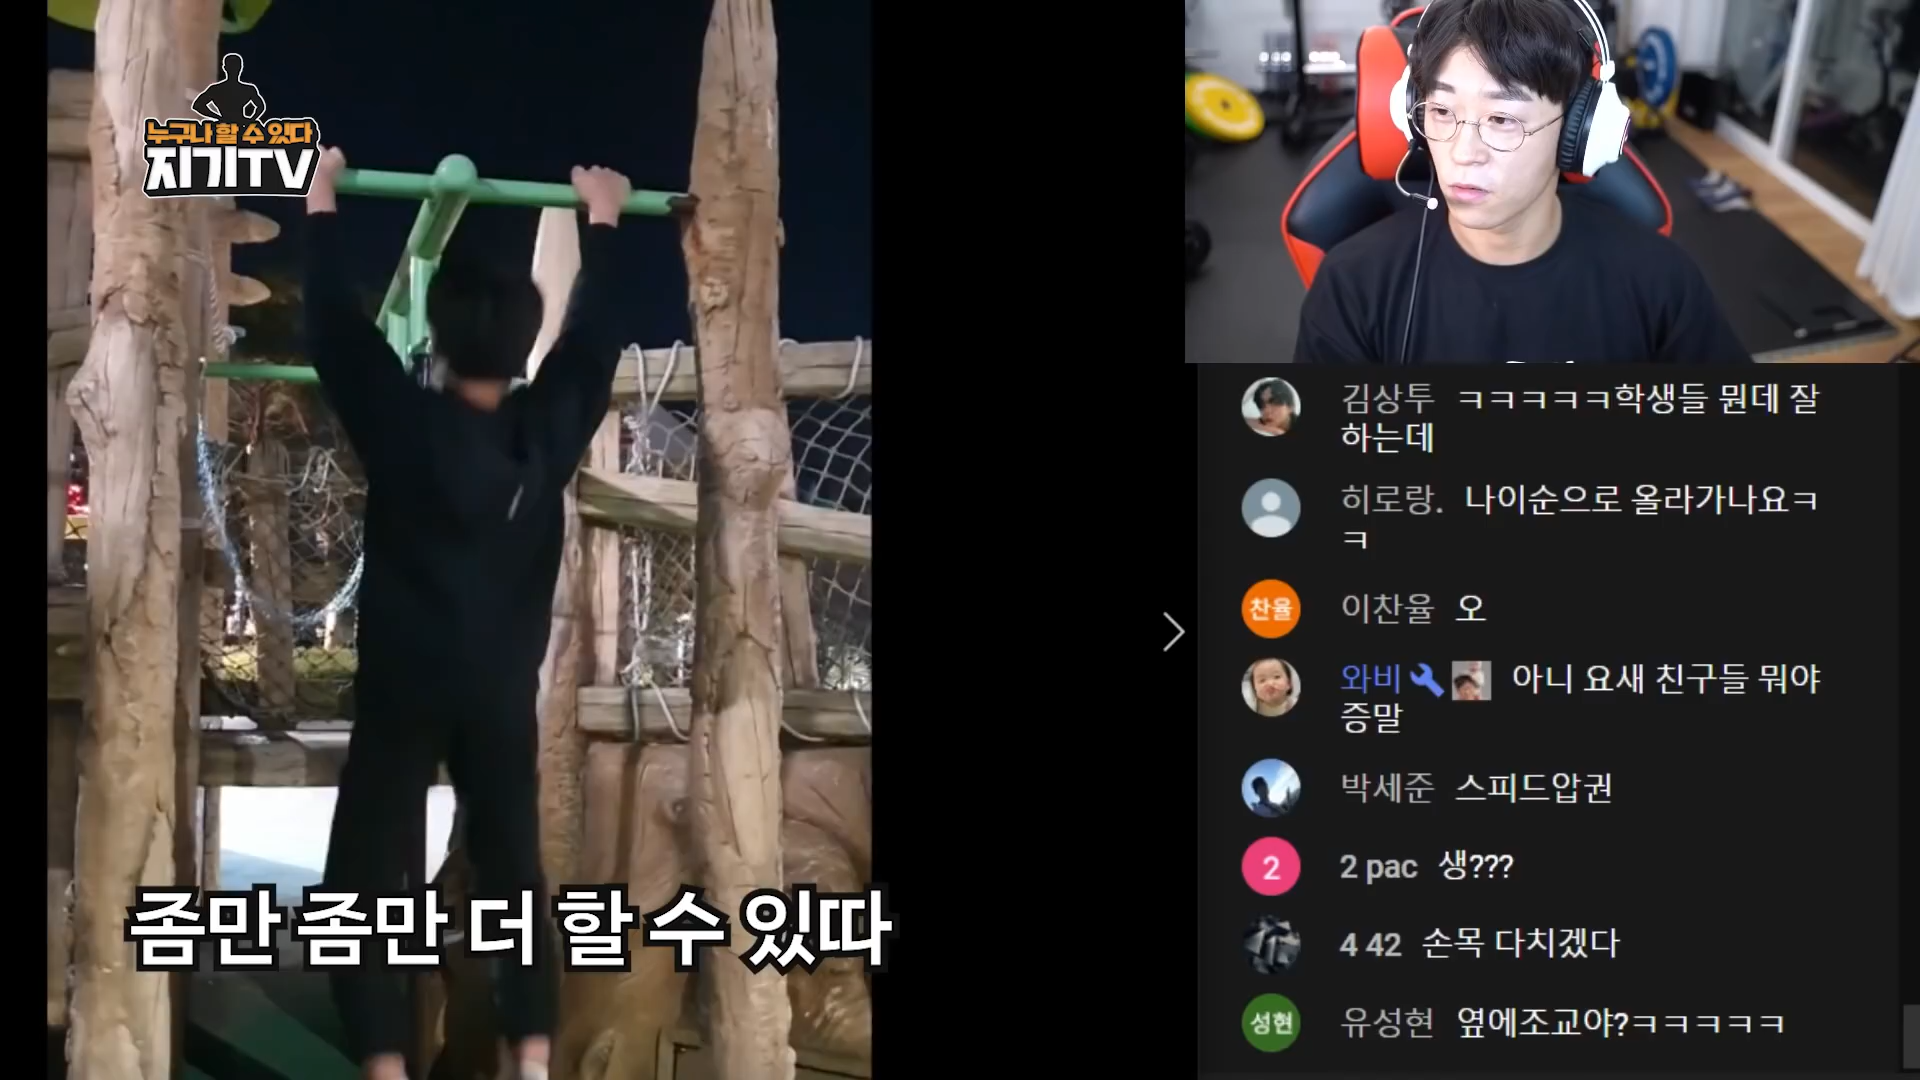 누구나 할 수 있다
지기TV
좀만 좀만 더 할 수 있따
김상투 ㅋㅋㅋㅋㅋ학생들 뭔데 잘
하는데
히로랑. 나이순으로 올라가나요ㅋ
ㅋ
찬율 이찬율 오
와비 아니 요새 친구들 뭐야
증말
박세준 스피드압권
2 2 pac 생???
4 42 손목 다치겠다
성현 유성현 옆에조교야?ㅋㅋㅋㅋㅋ